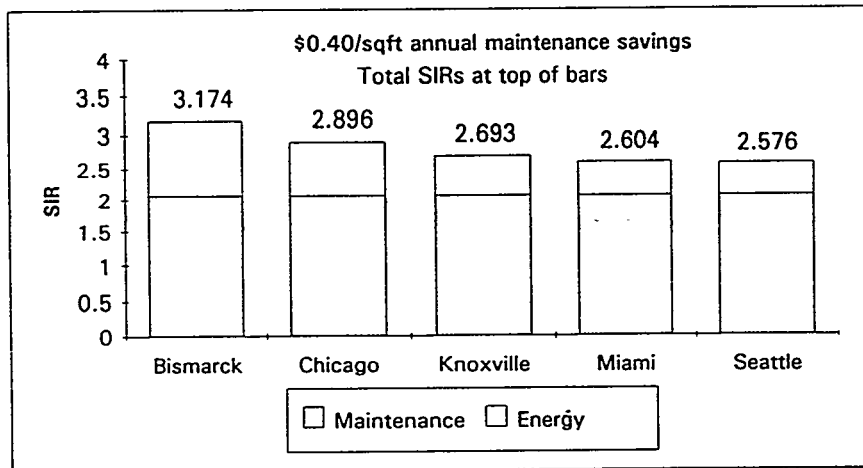 $0.40/sqft annual maintenance savings
Total SIRs at top of bars
SIR
4
3.5
3
2.5
2
1.5
1
0.5
0
3.174
2.896
2.693
2.604
2.576
Bismarck Chicago Knoxville Miami Seattle
Maintenance Energy